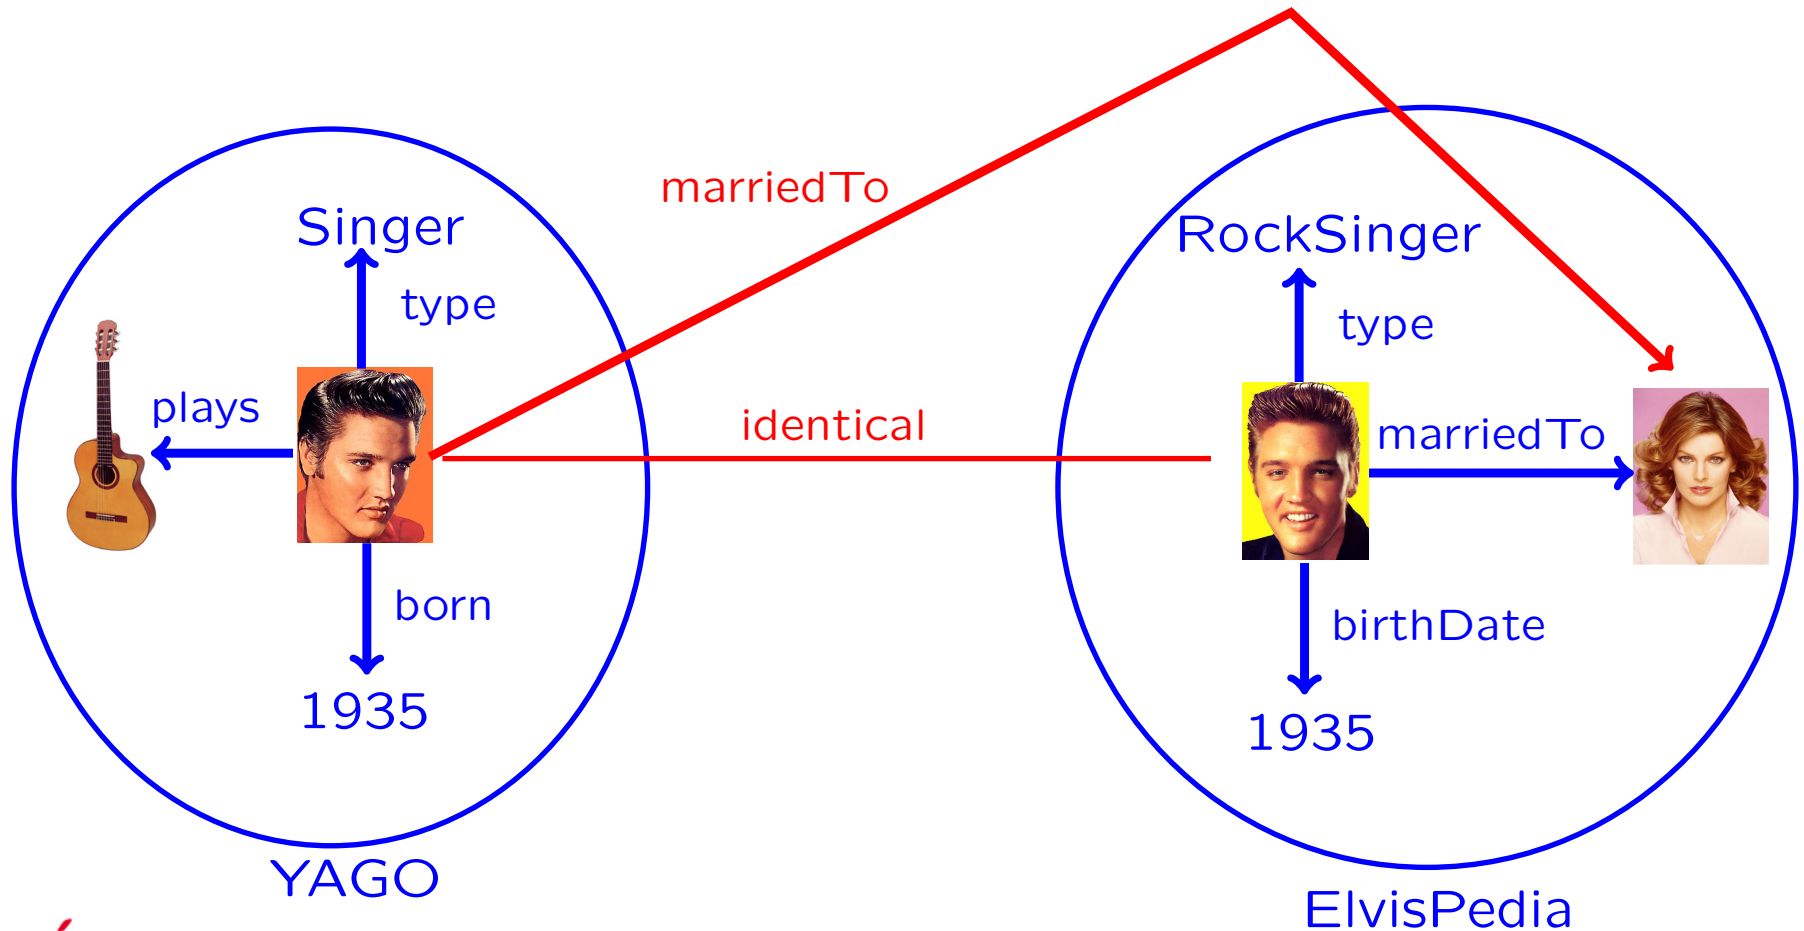 marriedTo
Singer
RockSinger
type
type
plays
identical
marriedTo
born
birthDate
1935
1935
YAGO
ElvisPedia